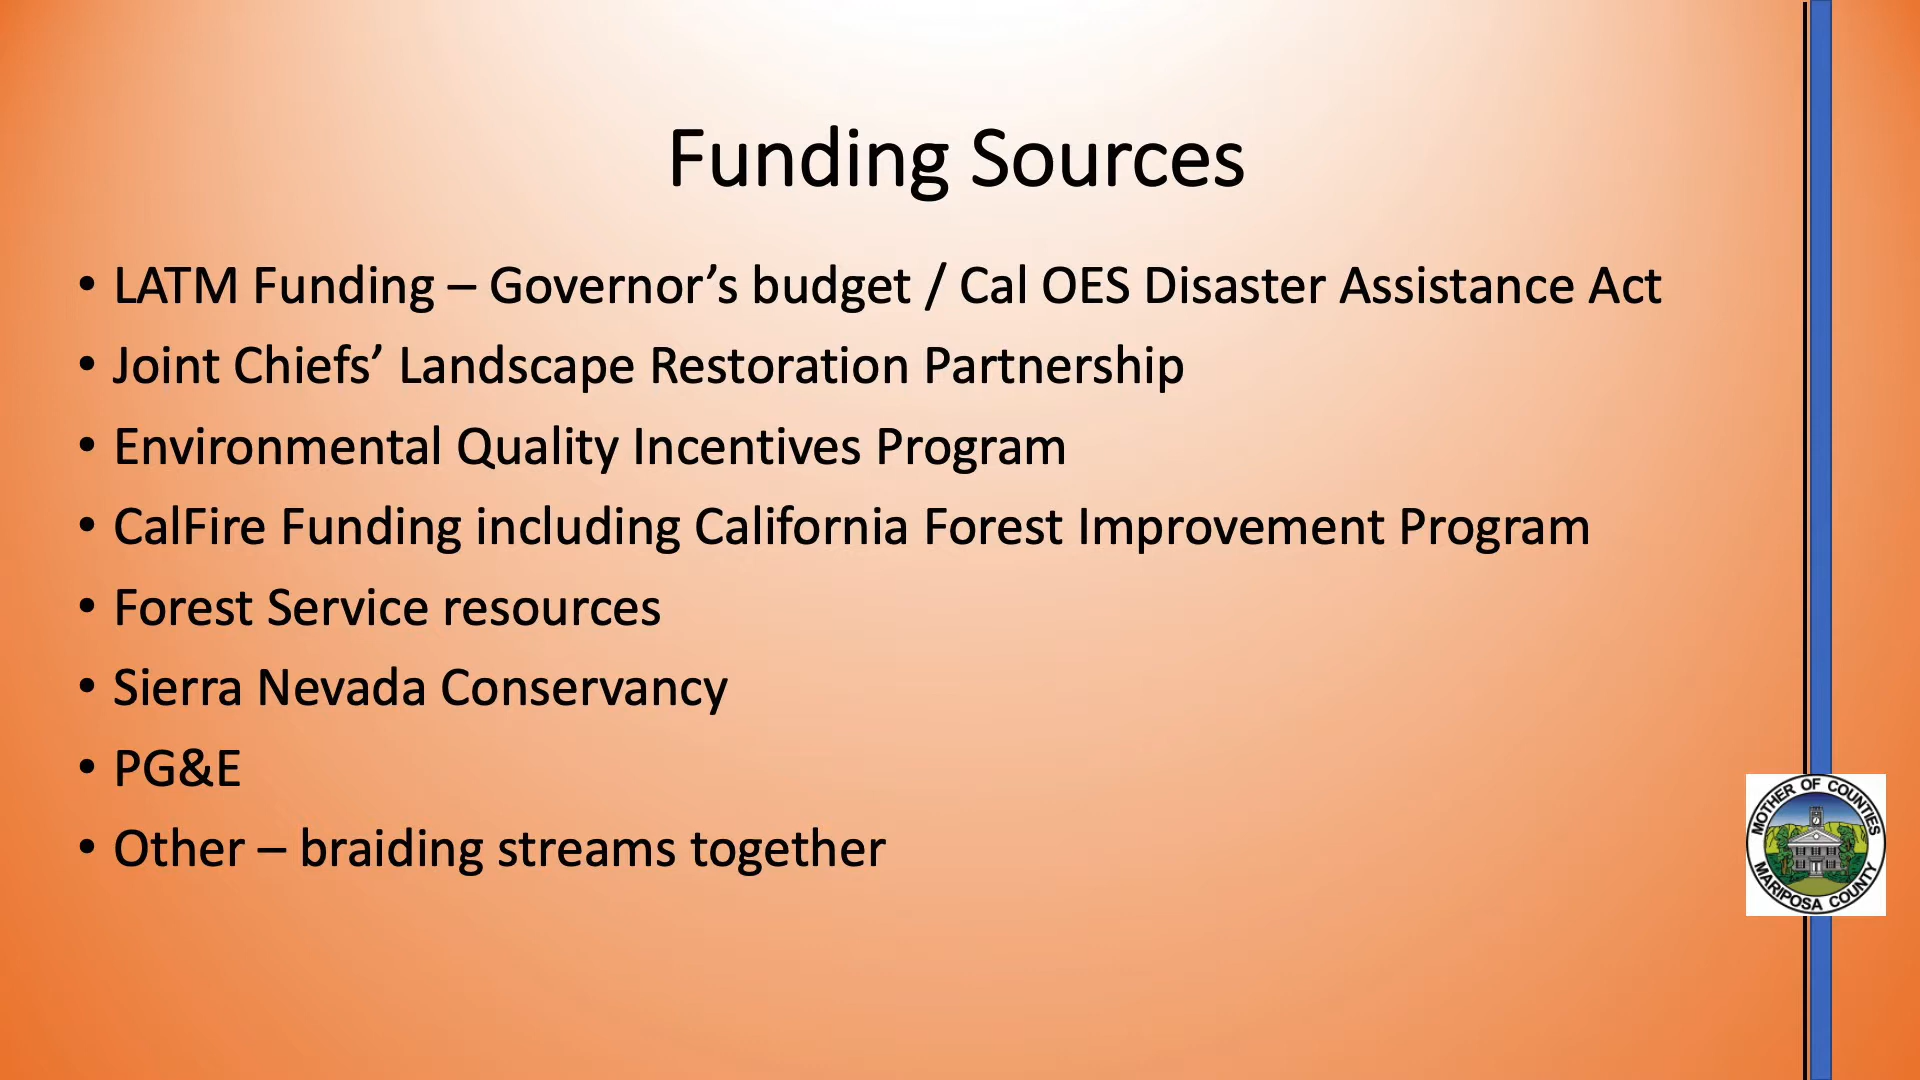 Funding Sources
• LATM Funding – Governor’s budget / Cal OES Disaster Assistance Act
• Joint Chiefs’ Landscape Restoration Partnership
• Environmental Quality Incentives Program
• CalFire Funding including California Forest Improvement Program
• Forest Service resources
• Sierra Nevada Conservancy
• PG&E
• Other – braiding streams together
MOTHER OF COUNTIES
MARIPOSA COUNTY